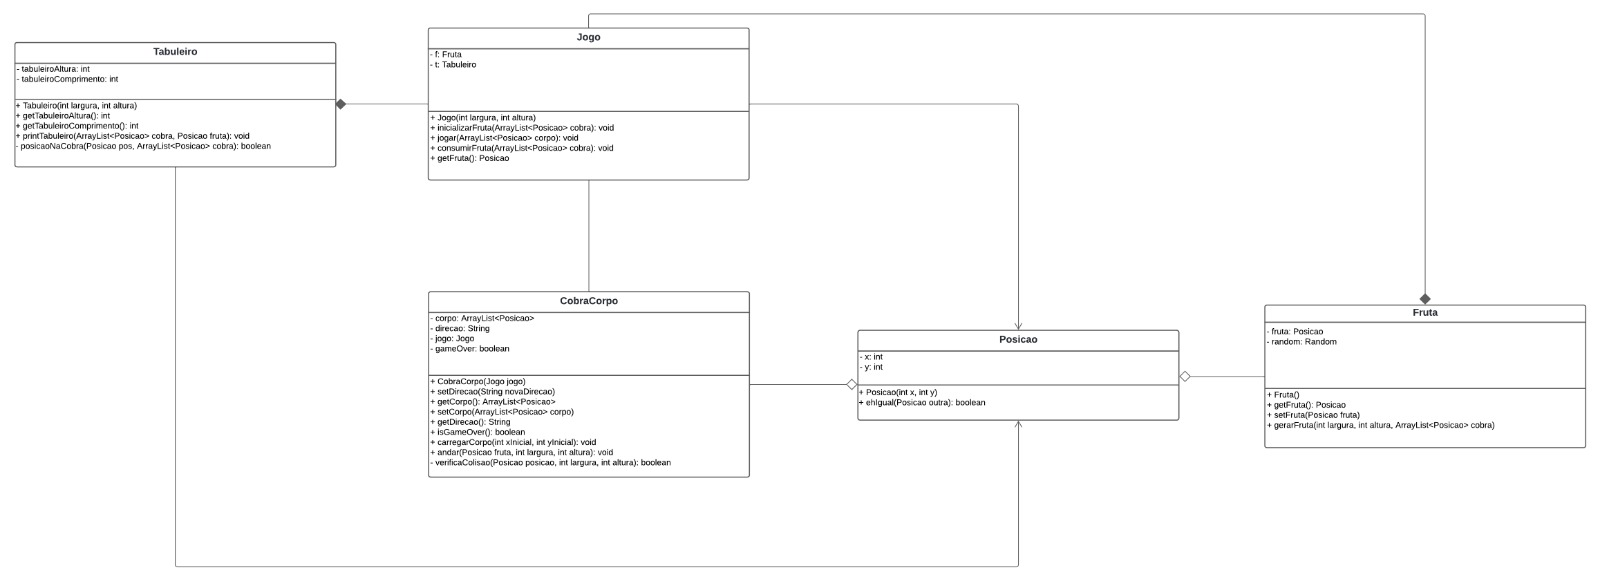 Tabuleiro
- tabuleiroAltura: int
- tabuleiroComprimento: int
+ Tabuleiro(int largura, int altura)
+ getTabuleiroAltura(): int
+ getTabuleiroComprimento(): int
+ printTabuleiro(ArrayList<Posicao> cobra, Posicao fruta): void
- posicaoNaCobra(Posicao pos, ArrayList<Posicao> cobra): boolean
Jogo
- f: Fruta
- t: Tabuleiro
+ Jogo(int largura, int altura)
+ inicializarFruta(ArrayList<Posicao> cobra): void
+ jogar(ArrayList<Posicao> corpo): void
+ consumirFruta(ArrayList<Posicao> cobra): void
+ getFruta(): Posicao
CobraCorpo
- corpo: ArrayList<Posicao>
- direcao: String
- jogo: Jogo
- gameOver: boolean
+ CobraCorpo(Jogo jogo)
+ setDirecao(String novaDirecao)
+ getCorpo(): ArrayList<Posicao>
+ setCorpo(ArrayList<Posicao> corpo)
+ getDirecao(): String
+ isGameOver(): boolean
+ carregarCorpo(int xInicial, int yInicial): void
+ andar(Posicao fruta, int largura, int altura): void
- verificaColisao(Posicao posicao, int largura, int altura): boolean
Posicao
- x: int
- y: int
+ Posicao(int x, int y)
+ ehIgual(Posicao outra): boolean
Fruta
- fruta: Posicao
- random: Random
+ Fruta()
+ getFruta(): Posicao
+ setFruta(Posicao fruta)
+ gerarFruta(int largura, int altura, ArrayList<Posicao> cobra)